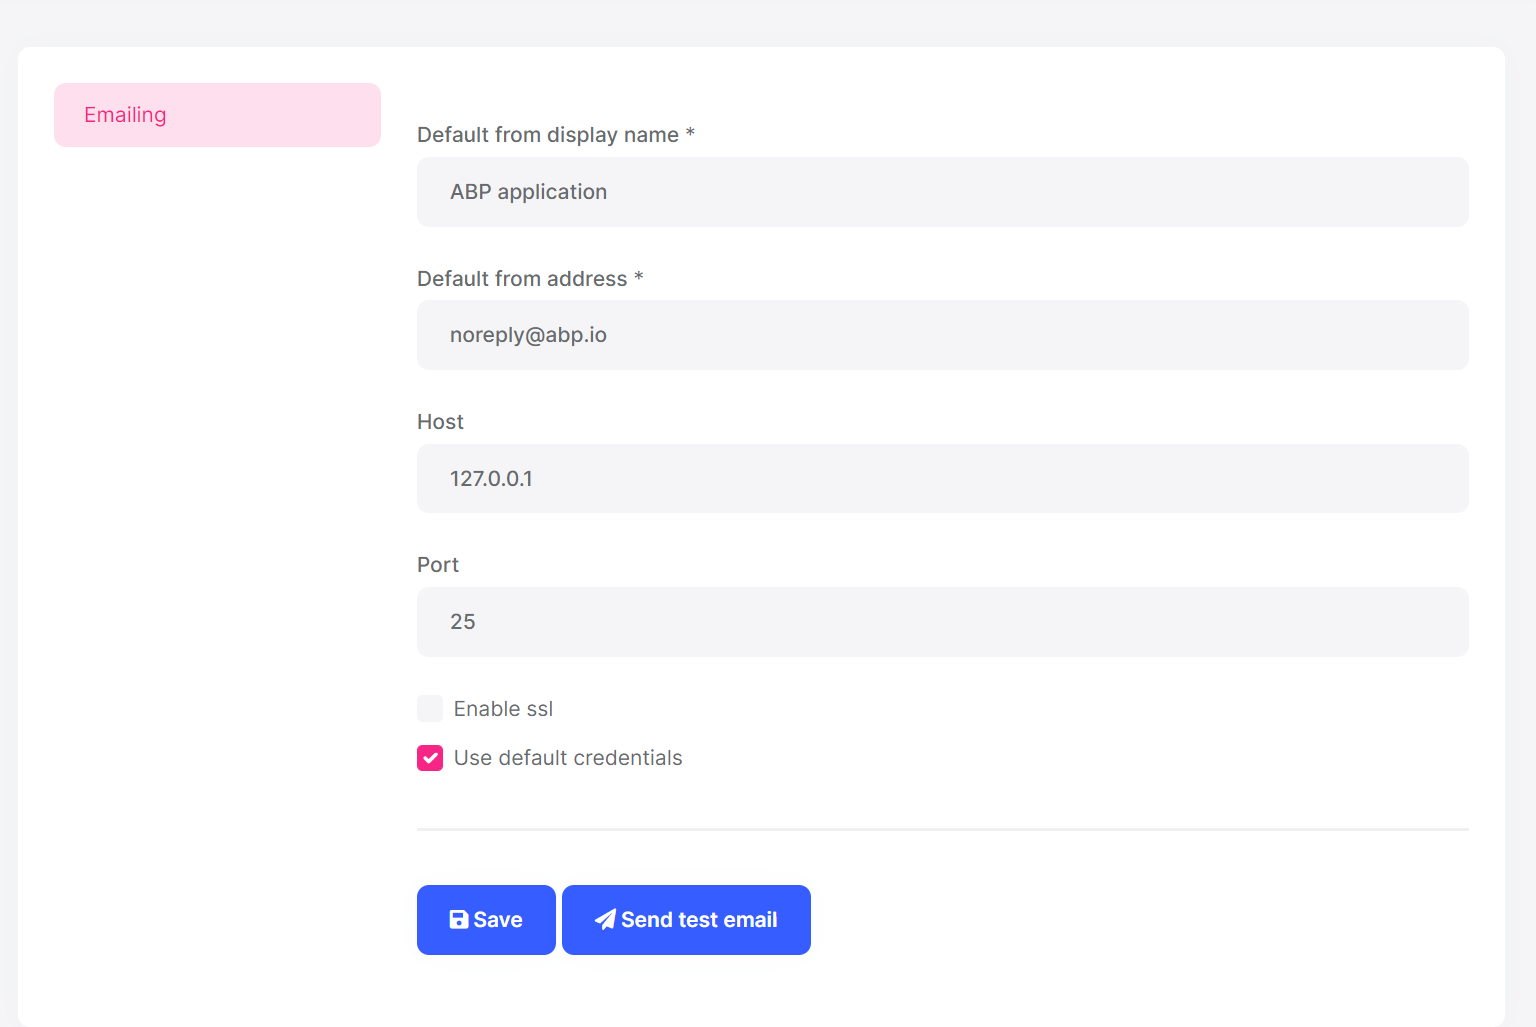 Emailing
Default from display name *
ABP application
Default from address *
noreply@abp.io
Host
127.0.0.1
Port
25
Enable ssl
Use default credentials
Save
Send test email